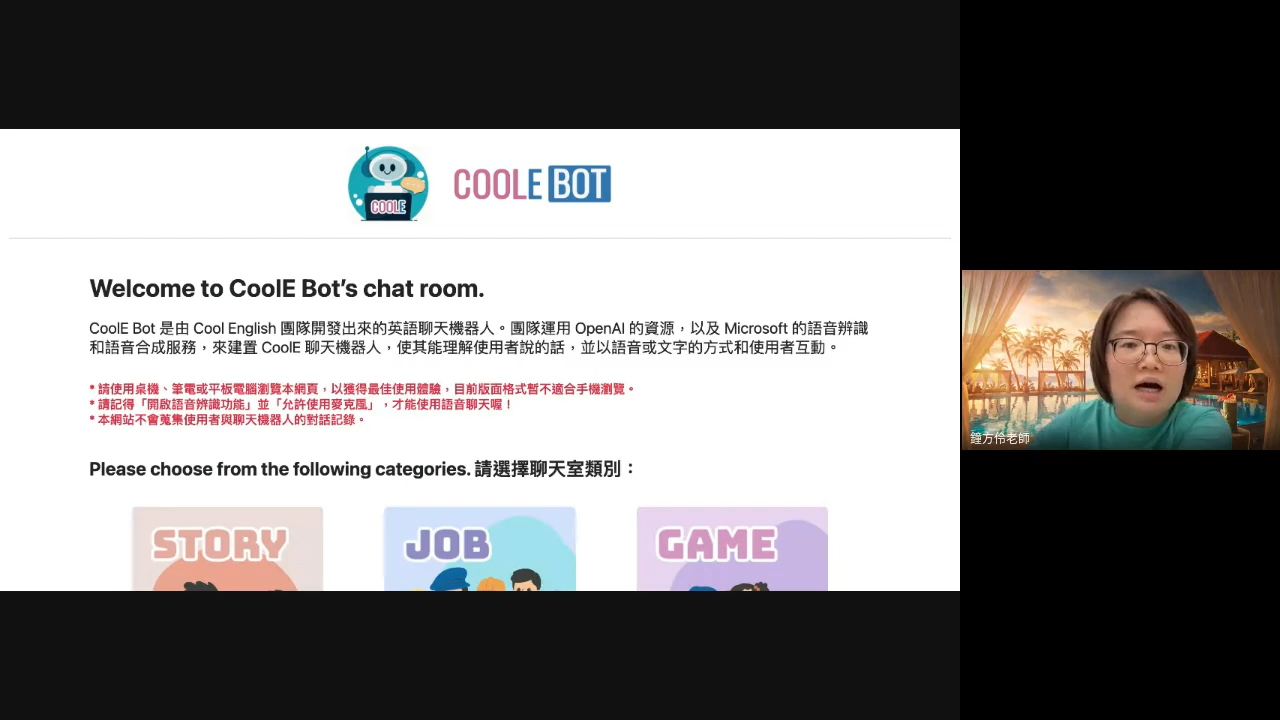 COOLE
COOLE BOT
Welcome to CoolE Bot's chat room.
CoolE Bot 是由 Cool English 團隊開發出來的英語聊天機器人。團隊運用 OpenAI 的資源，以及 Microsoft 的語音辨識
和語音合成服務，來建置 CoolE 聊天機器人，使其能理解使用者說的話，並以語音或文字的方式和使用者互動。
* 請使用桌機、筆電或平板電腦瀏覽本網頁，以獲得最佳使用體驗，目前版面格式暫不適合手機瀏覽。
* 請記得「開啟語音辨識功能」並「允許使用麥克風」，才能使用語音聊天喔！
* 本網站不會蒐集使用者與聊天機器人的對話記錄。
Please choose from the following categories. 請選擇聊天室類別：
STORY
JOB
GAME
鐘方伶老師